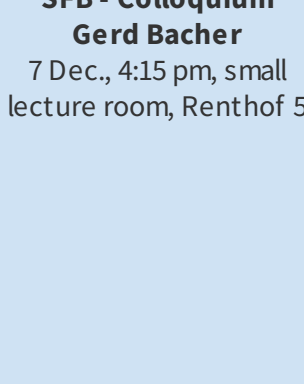 SFB - Colloquium
Gerd Bacher
7 Dec., 4:15 pm, small
lecture room, Renthof 5